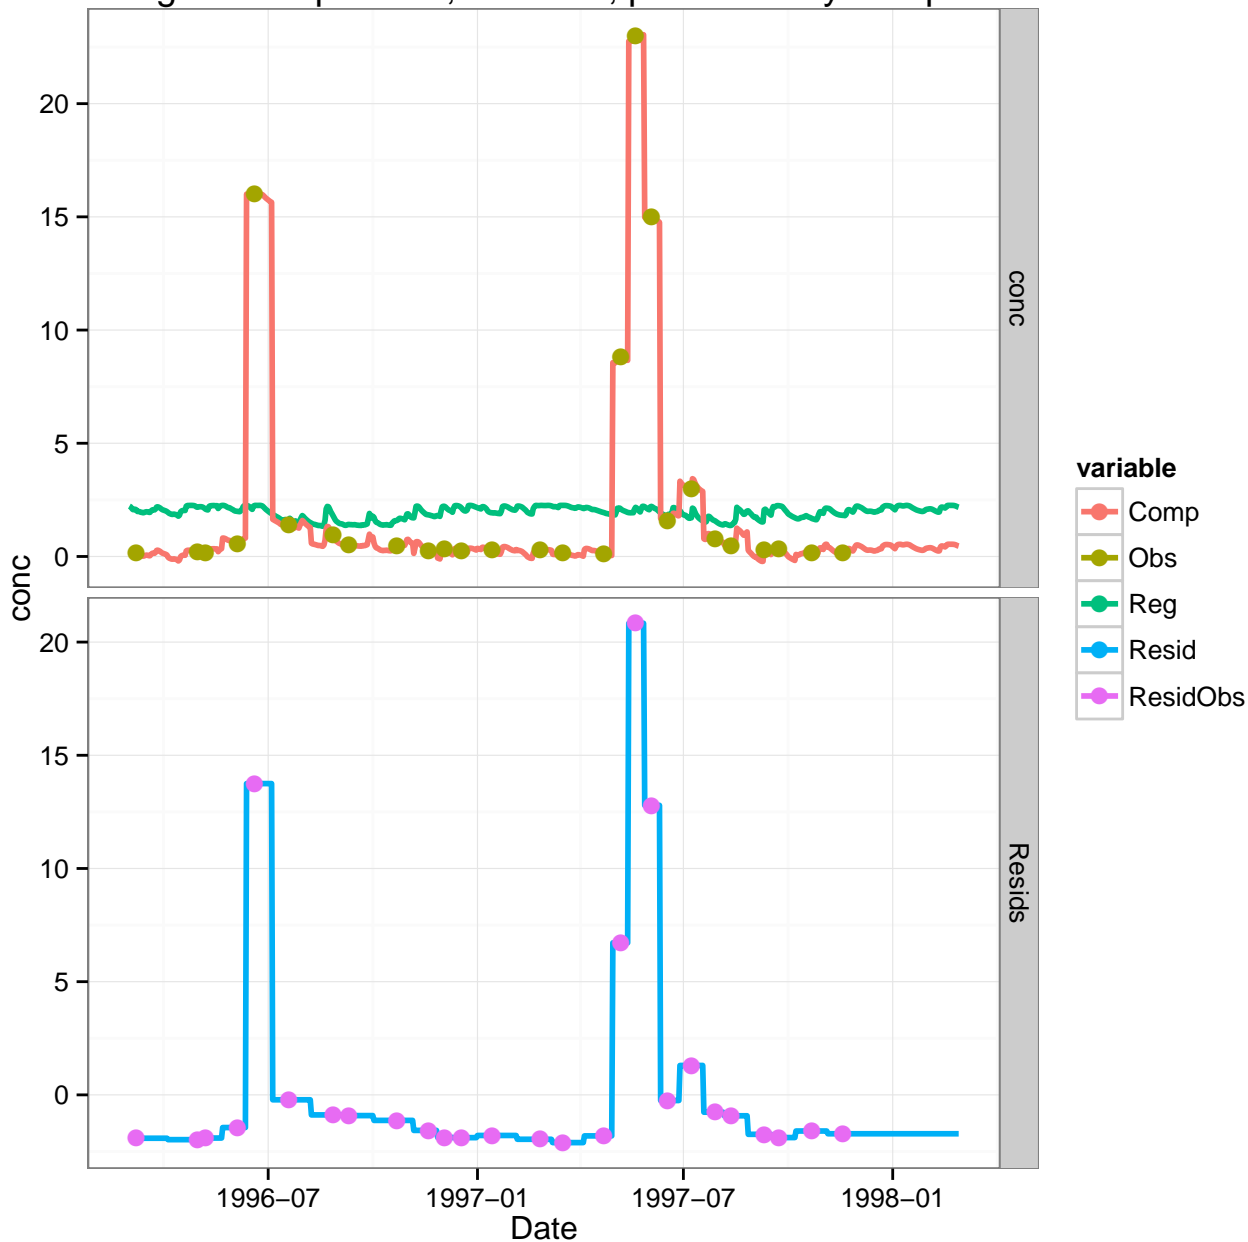 20
15
10
5
0
conc
20
15
10
5
0
Resids
conc
1996–07
1997–01
1997–07
1998–01
Date
variable
Comp
Obs
Reg
Resid
ResidObs